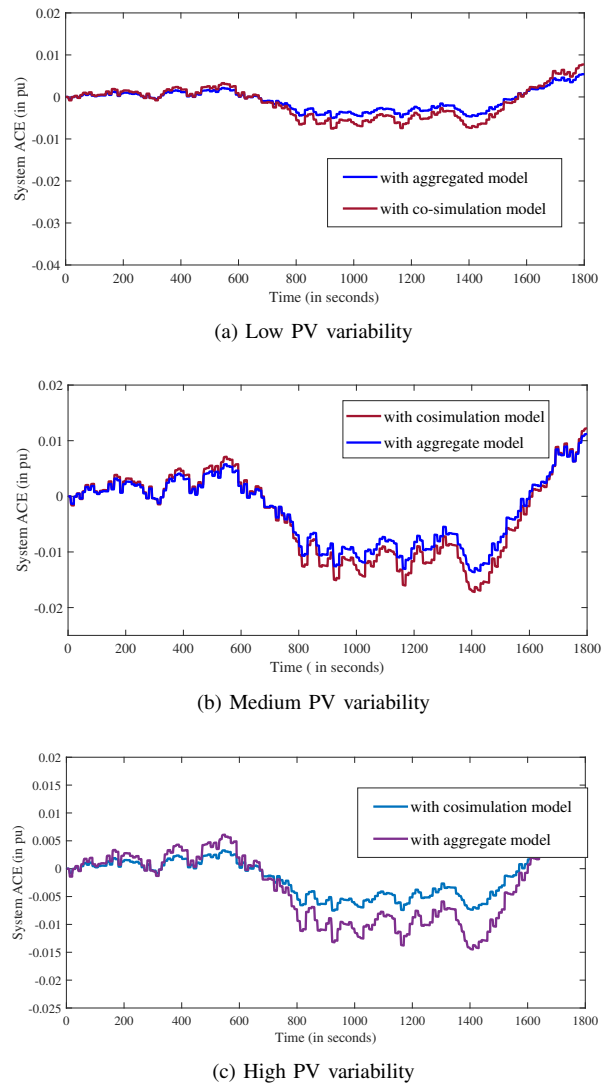 0.02
0.01
0
-0.01
-0.02
-0.03
-0.04
System ACE (in pu)
with aggregated model
with co-simulation model
0 200 400 600 800 1000 1200 1400 1600 1800
Time (in seconds)
(a) Low PV variability
0.02
0.01
0
-0.01
-0.02
System ACE (in pu)
with cosimulation model
with aggregate model
0 200 400 600 800 1000 1200 1400 1600 1800
Time ( in seconds)
(b) Medium PV variability
0.02
0.015
0.01
0.005
0
-0.005
-0.01
-0.015
-0.02
-0.025
System ACE (in pu)
with cosimulation model
with aggregate model
0 200 400 600 800 1000 1200 1400 1600 1800
Time (in seconds)
(c) High PV variability